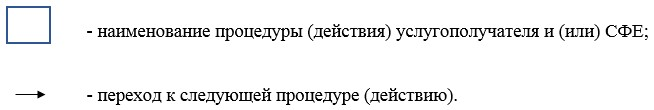 - наименование процедуры (действия) услугополучателя и (или) СФЕ;
- переход к следующей процедуре (действию).